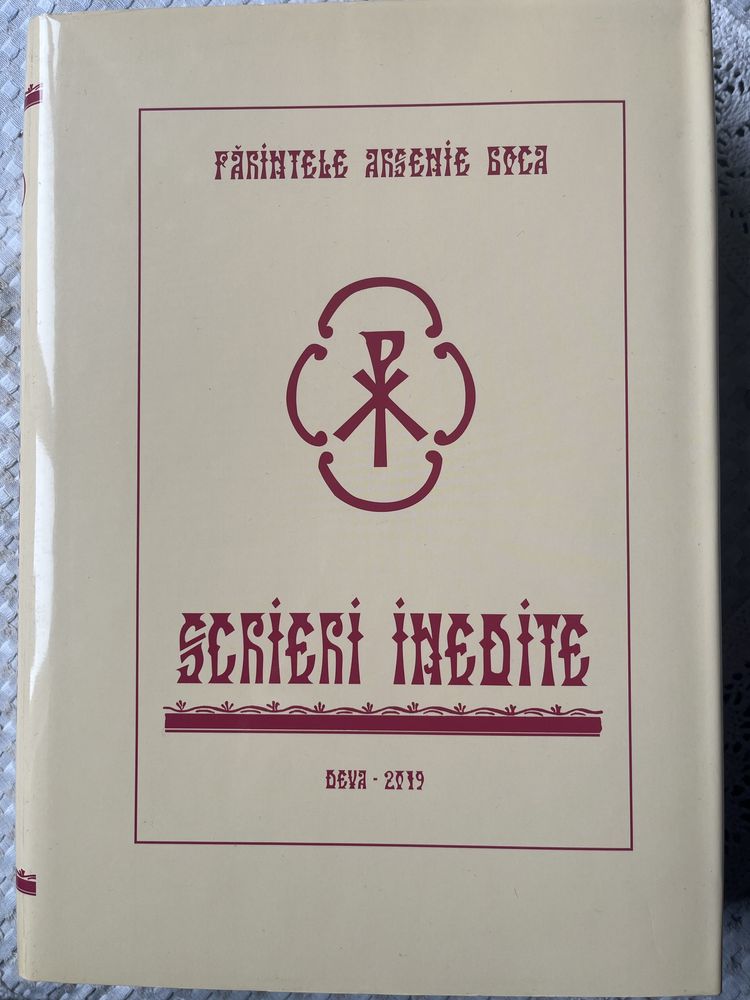 PĂRINTELE ARSENIE BOCA
SCRIERI INEDITE
DEVA - 2019